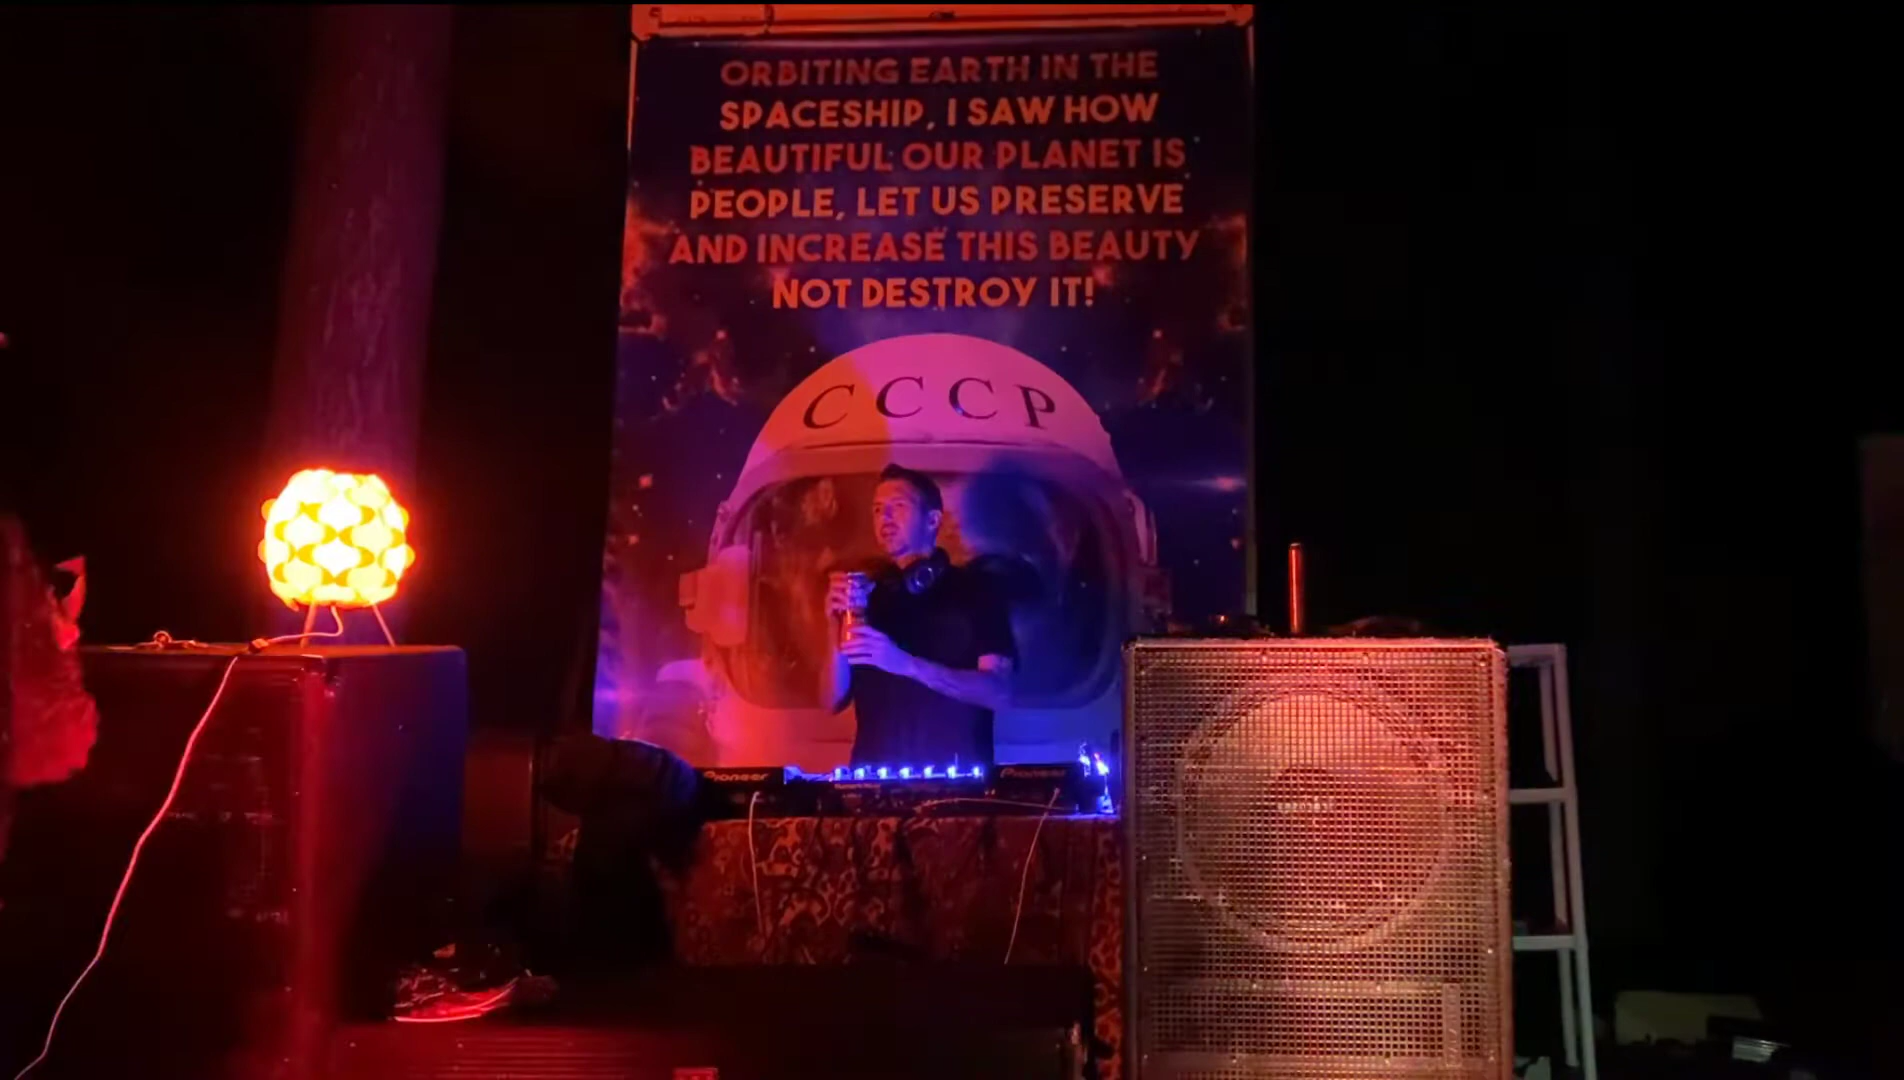 ORBITING EARTH IN THE
SPACESHIP, I SAW HOW
BEAUTIFUL OUR PLANET IS
PEOPLE, LET US PRESERVE
AND INCREASE THIS BEAUTY
NOT DESTROY IT!
СССР
Pioneer
Pioneer